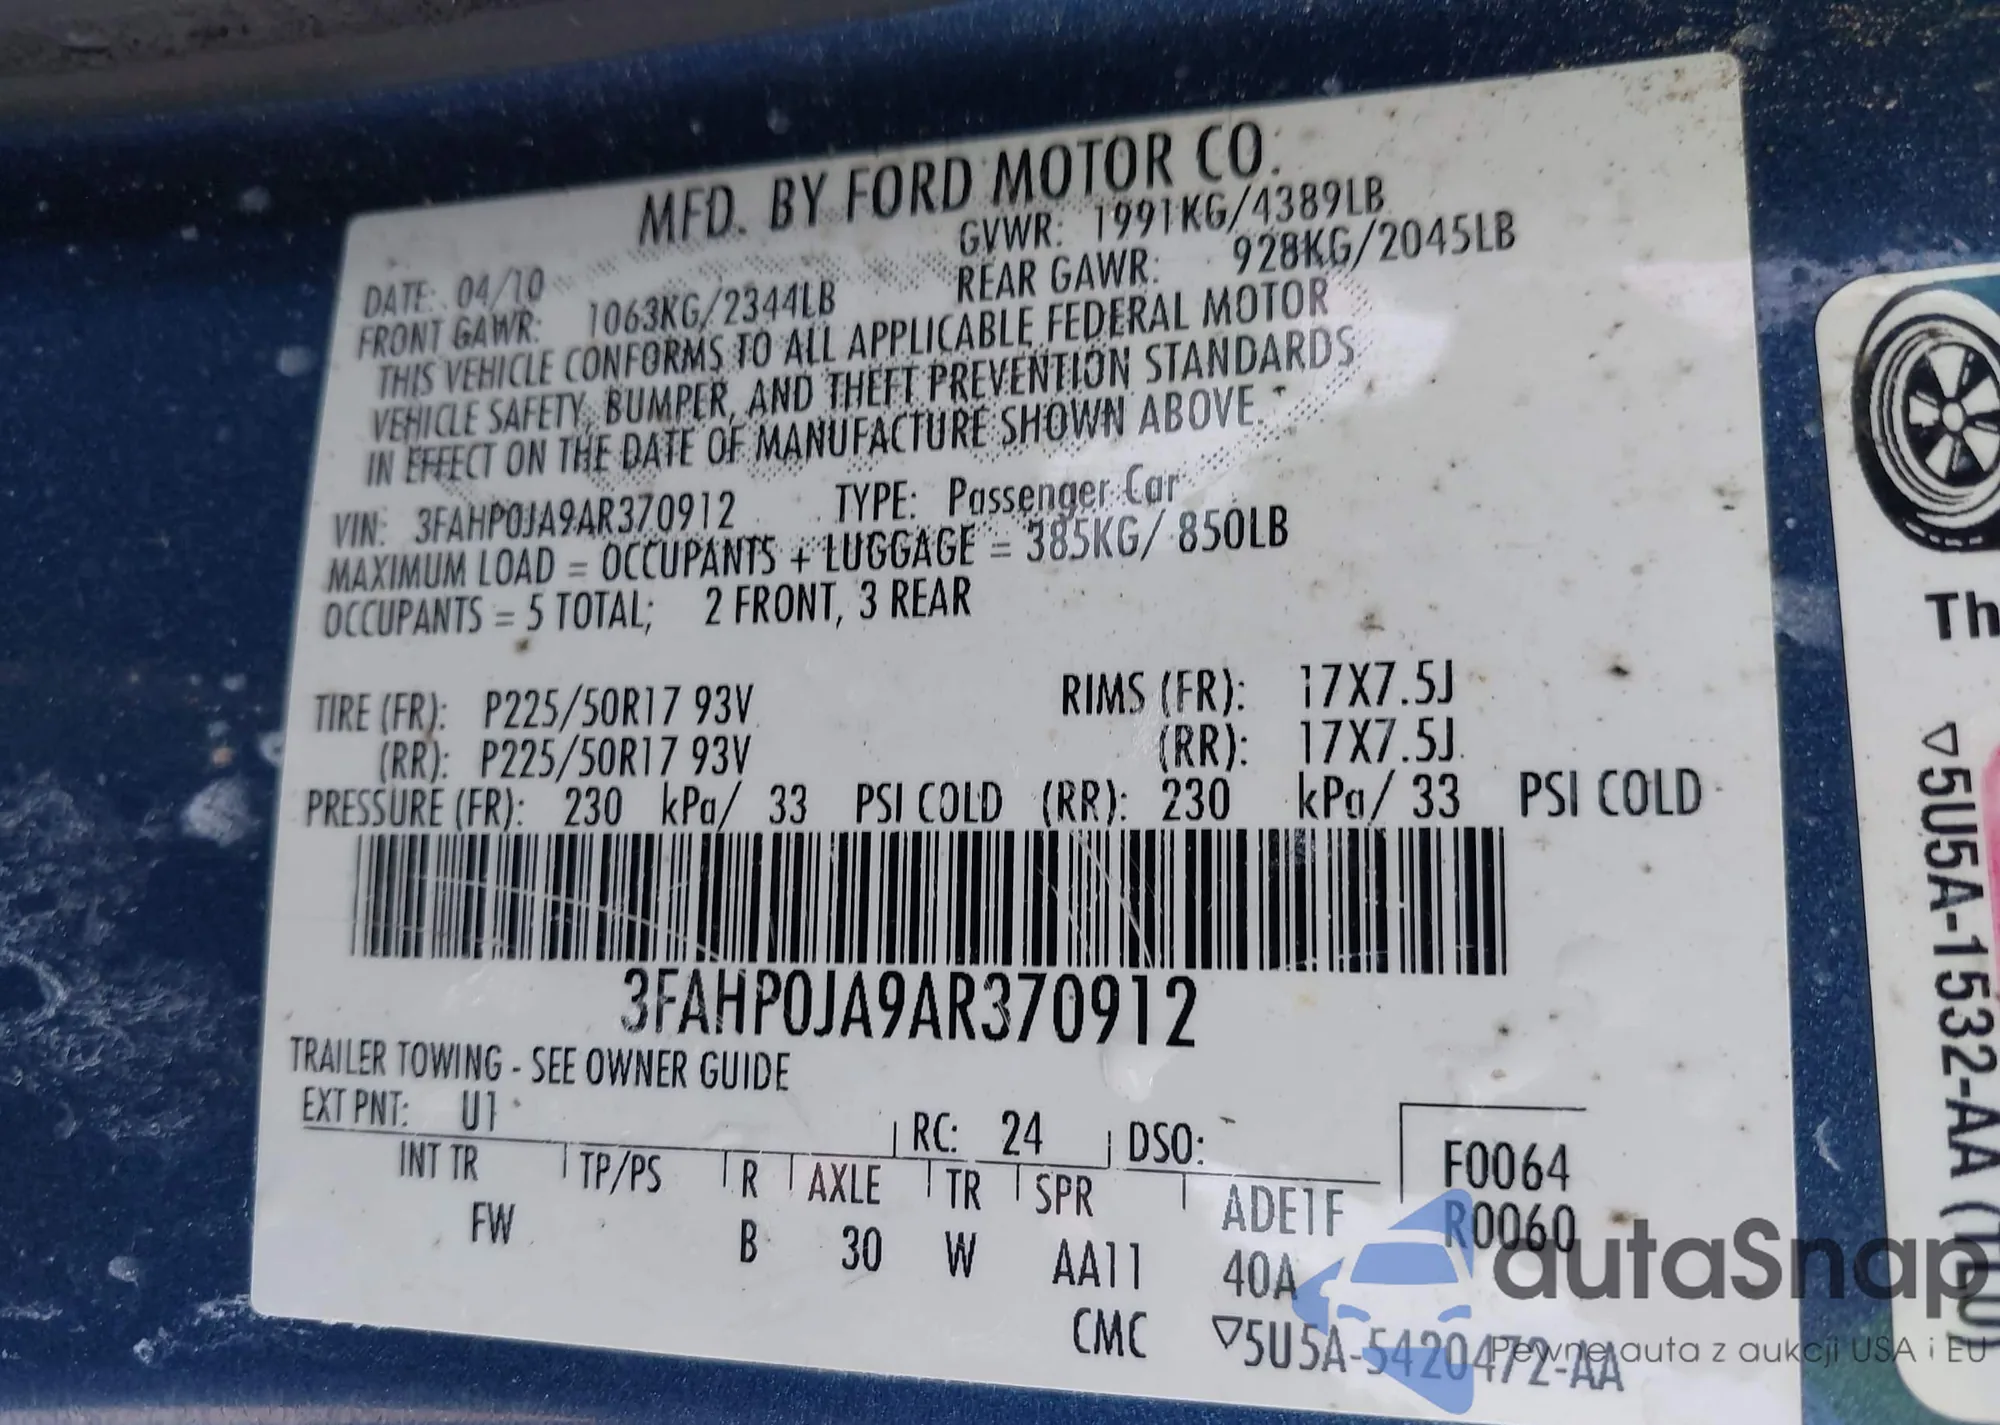 MFD. BY FORD MOTOR CO.
DATE: 04/10 GVWR: 1991KG/4389LB
FRONT GAWR: 1063KG/2344LB REAR GAWR: 928KG/2045LB
THIS VEHICLE CONFORMS TO ALL APPLICABLE FEDERAL MOTOR
VEHICLE SAFETY, BUMPER, AND THEFT PREVENTION STANDARDS
IN EFFECT ON THE DATE OF MANUFACTURE SHOWN ABOVE.
VIN: 3FAHP0JA9AR370912 TYPE: Passenger Car
MAXIMUM LOAD = OCCUPANTS + LUGGAGE = 385KG/ 850LB
OCCUPANTS = 5 TOTAL; 2 FRONT, 3 REAR
TIRE (FR): P225/50R17 93V RIMS (FR): 17X7.5J
(RR): P225/50R17 93V (RR): 17X7.5J
PRESSURE (FR): 230 kPa/ 33 PSI COLD (RR): 230 kPa/ 33 PSI COLD
3FAHP0JA9AR370912
TRAILER TOWING - SEE OWNER GUIDE
EXT PNT: U1 RC: 24 DSO: F0064
INT TR TP/PS R AXLE TR SPR ADE1F R0060
FW B 30 W AA11 40A
CMC ▽5U5A-5420472-AA
Th
▽5U5A-1532-AA
autaSnap
Pewne auta z aukcji USA i EU